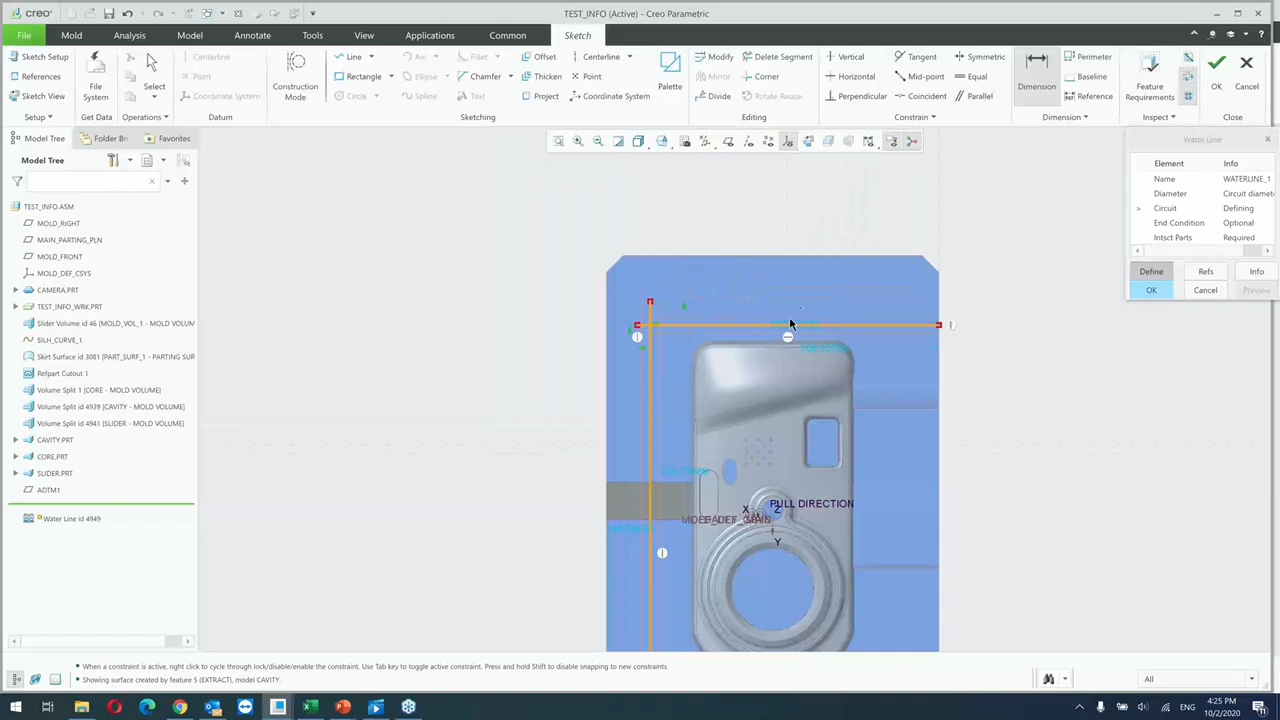 creo
TEST_INFO (Active) - Creo Parametric
File Mold Analysis Model Annotate Tools View Applications Common Sketch
Sketch Setup
References
Sketch View
Setup
File System
Get Data
Select
Operations
Centerline
Point
Coordinate System
Datum
Construction Mode
Line Arc Fillet Offset Centerline
Rectangle Ellipse Chamfer Thicken Point
Circle Spline Text Project Coordinate System
Palette
Sketching
Modify Delete Segment
Mirror Corner
Divide Rotate Resize
Editing
Vertical Tangent Symmetric
Horizontal Mid-point Equal
Perpendicular Coincident Parallel
Constrain
Dimension
Perimeter
Baseline
Reference
Dimension
Feature Requirements
Inspect
OK
Cancel
Close
Model Tree Folder Br Favorites
Model Tree
TEST_INFO.ASM
MOLD_RIGHT
MAIN_PARTING_PLN
MOLD_FRONT
MOLD_DEF_CSYS
CAMERA.PRT
TEST_INFO_WRK.PRT
Slider Volume id 46 [MOLD_VOL_1 - MOLD VOLUM
SILH_CURVE_1
Skirt Surface id 3081 [PART_SURF_1 - PARTING SUR
Refpart Cutout 1
Volume Split 1 [CORE - MOLD VOLUME]
Volume Split id 4939 [CAVITY - MOLD VOLUME]
Volume Split id 4941 [SLIDER - MOLD VOLUME]
CAVITY.PRT
CORE.PRT
SLIDER.PRT
ADTM1
Water Line id 4949
PULL DIRECTION
X
Z
Y
Water Line
Element Info
Name WATERLINE_1
Diameter Circuit diamete
> Circuit Defining
End Condition Optional
Intsct Parts Required
Define Refs Info
OK Cancel Preview
When a constraint is active, right click to cycle through lock/disable/enable the constraint. Use Tab key to toggle active constraint. Press and hold Shift to disable snapping to new constraints.
Showing surface created by feature 5 (EXTRACT), model CAVITY.
All
ENG
4:25 PM
10/2/2020